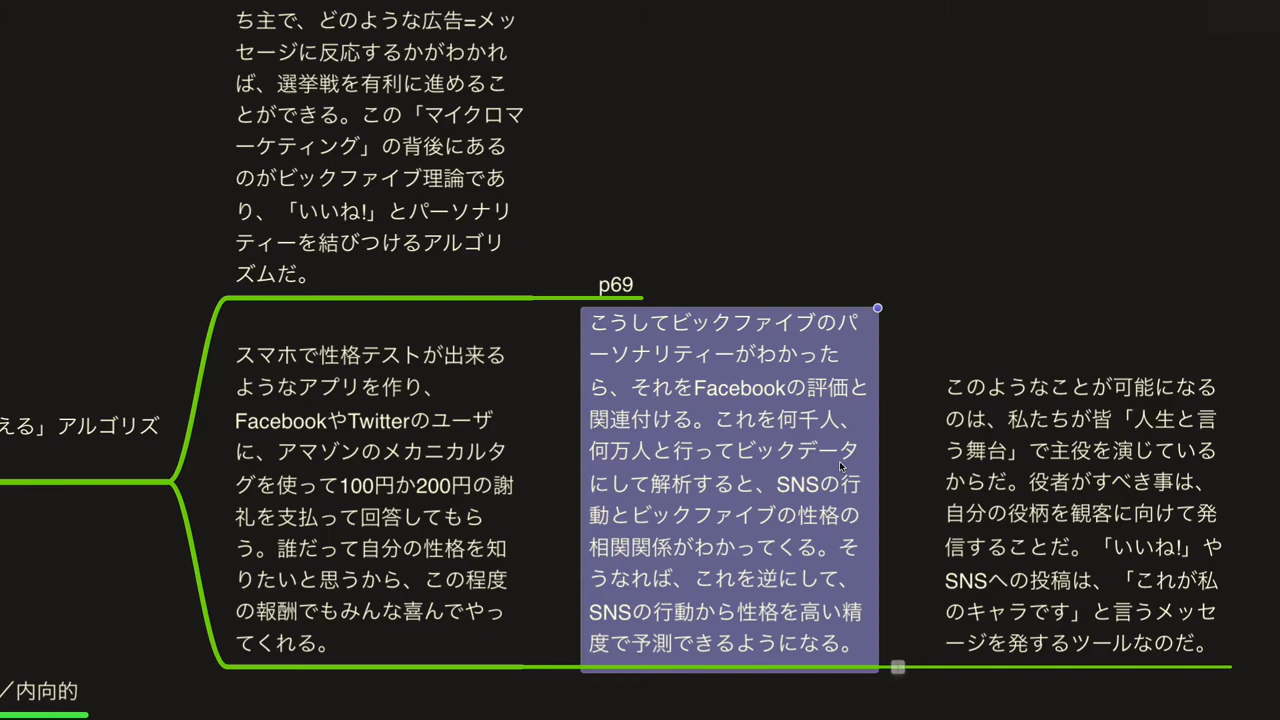 ち主で、どのような広告=メッ
セージに反応するかがわかれ
ば、選挙戦を有利に進めるこ
とができる。この「マイクロマ
ーケティング」の背後にある
のがビックファイブ理論であ
り、「いいね!」とパーソナリ
ティーを結びつけるアルゴリ
ズムだ。
p69
える」アルゴリズ
スマホで性格テストが出来る
ようなアプリを作り、
FacebookやTwitterのユーザ
に、アマゾンのメカニカルタ
グを使って100円か200円の謝
礼を支払って回答してもら
う。誰だって自分の性格を知
りたいと思うから、この程度
の報酬でもみんな喜んでやっ
てくれる。
こうしてビックファイブのパ
ーソナリティーがわかった
ら、それをFacebookの評価と
関連付ける。これを何千人、
何万人と行ってビックデータ
にして解析すると、SNSの行
動とビックファイブの性格の
相関関係がわかってくる。そ
うなれば、これを逆にして、
SNSの行動から性格を高い精
度で予測できるようになる。
このようなことが可能になる
のは、私たちが皆「人生と言
う舞台」で主役を演じている
からだ。役者がすべき事は、
自分の役柄を観客に向けて発
信することだ。「いいね!」や
SNSへの投稿は、「これが私
のキャラです」と言うメッセ
ージを発するツールなのだ。
／内向的